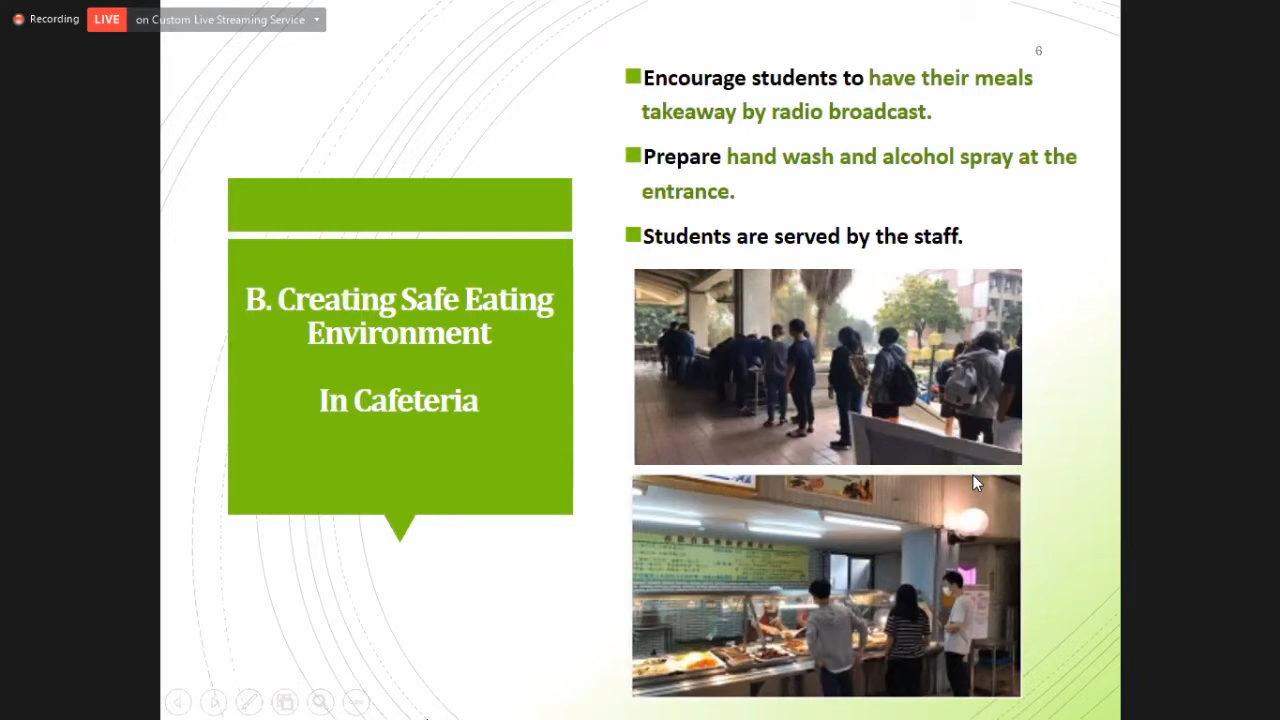 Recording
LIVE on Custom Live Streaming Service
6
Encourage students to have their meals
takeaway by radio broadcast.
Prepare hand wash and alcohol spray at the
entrance.
Students are served by the staff.
B. Creating Safe Eating
Environment
In Cafeteria